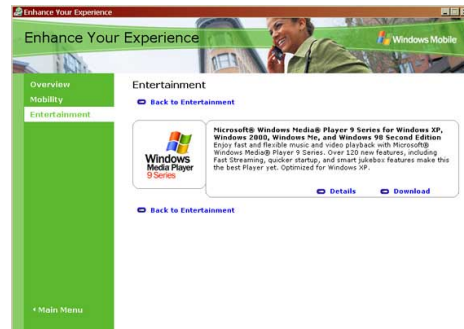 Enhance Your Experience
Enhance Your Experience
Windows Mobile
Overview
Mobility
Entertainment
Entertainment
Back to Entertainment
Microsoft® Windows Media® Player 9 Series for Windows XP,
Windows 2000, Windows Me, and Windows 98 Second Edition
Enjoy fast and flexible music and video playback with Microsoft®
Windows Media® Player 9 Series. Over 120 new features, including
Fast Streaming, quicker startup, and smart jukebox features make this
the best Player yet. Optimized for Windows XP.
Windows
Media Player
9 Series
Details
Download
Back to Entertainment
Main Menu